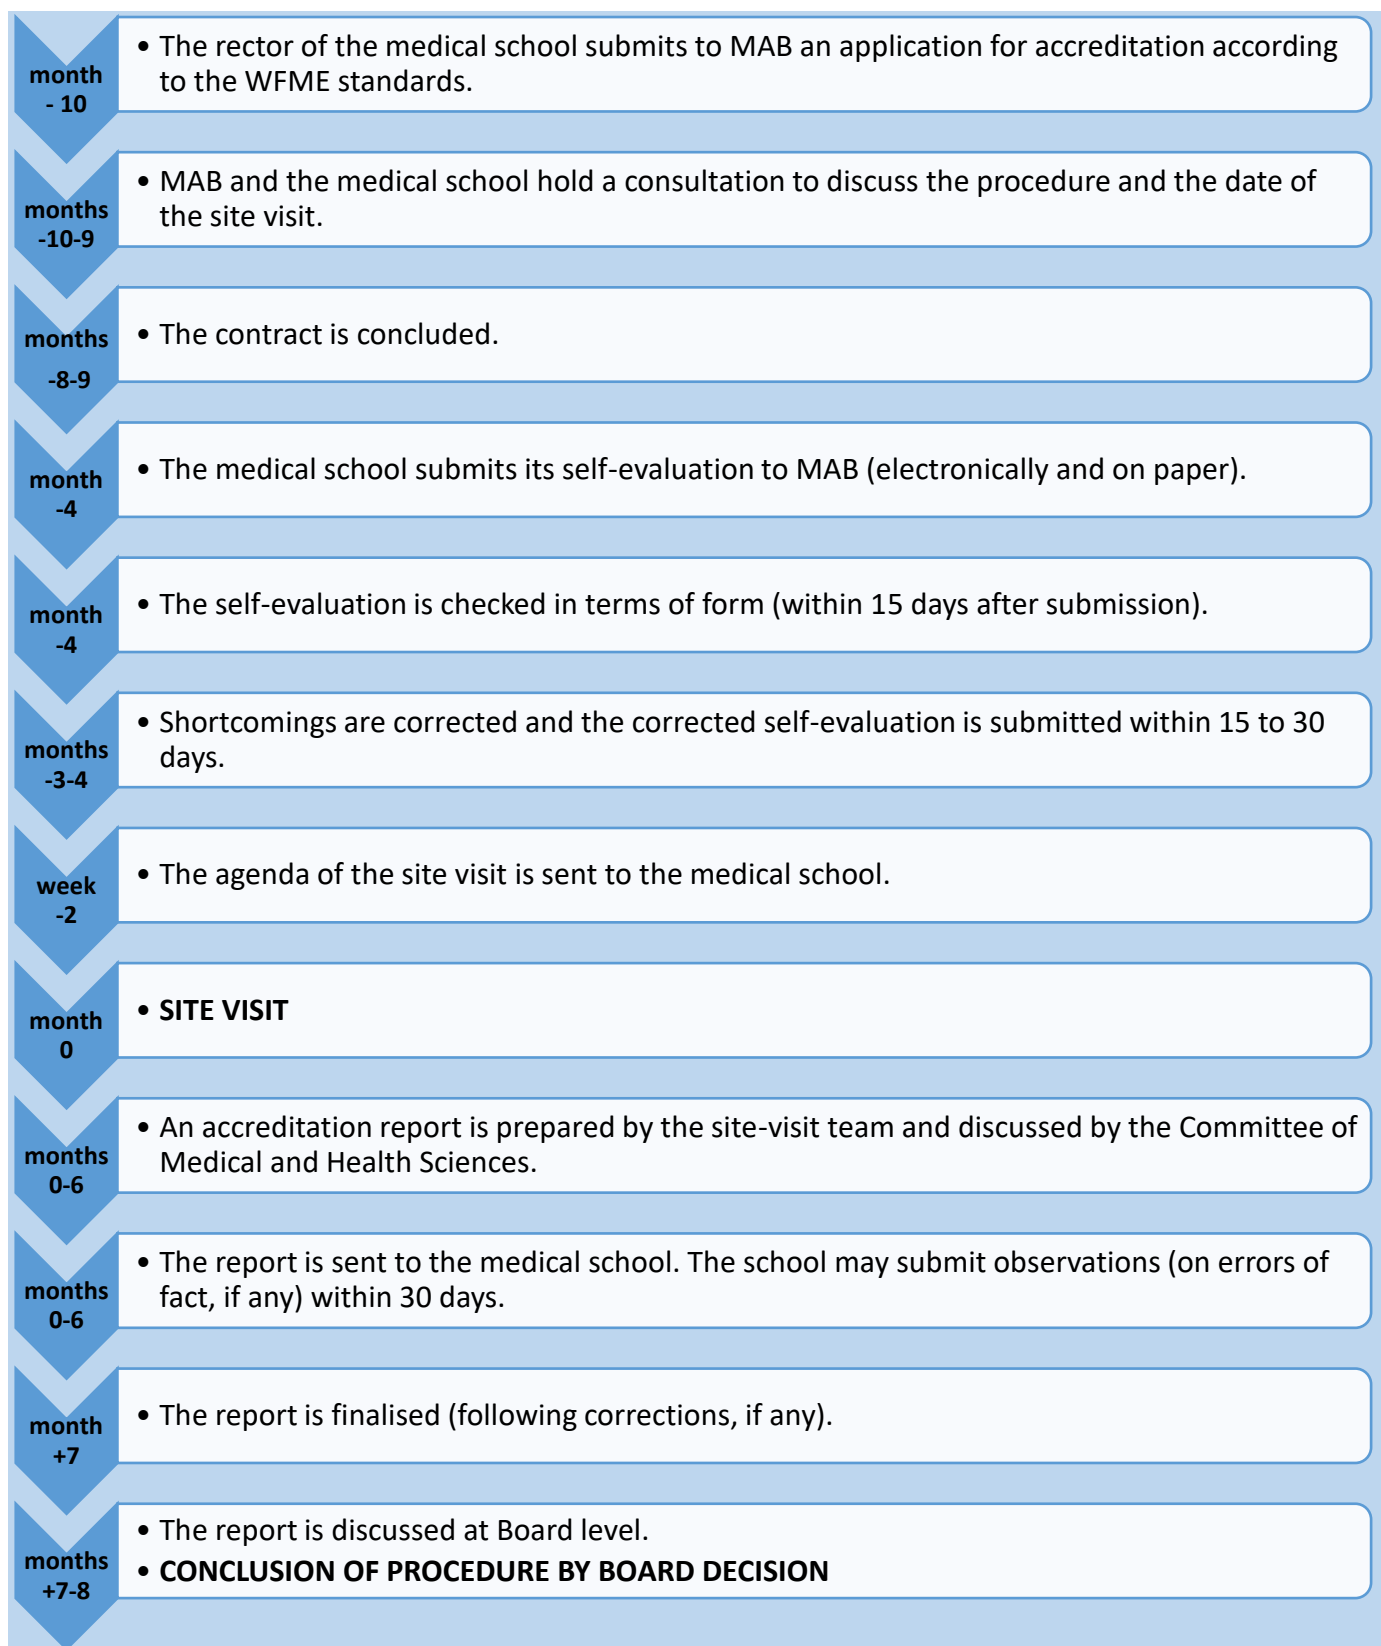 month
- 10
• The rector of the medical school submits to MAB an application for accreditation according
to the WFME standards.
months
-10-9
• MAB and the medical school hold a consultation to discuss the procedure and the date of
the site visit.
months
-8-9
• The contract is concluded.
month
-4
• The medical school submits its self-evaluation to MAB (electronically and on paper).
month
-4
• The self-evaluation is checked in terms of form (within 15 days after submission).
months
-3-4
• Shortcomings are corrected and the corrected self-evaluation is submitted within 15 to 30
days.
week
-2
• The agenda of the site visit is sent to the medical school.
month
0
• SITE VISIT
months
0-6
• An accreditation report is prepared by the site-visit team and discussed by the Committee of
Medical and Health Sciences.
months
0-6
• The report is sent to the medical school. The school may submit observations (on errors of
fact, if any) within 30 days.
month
+7
• The report is finalised (following corrections, if any).
months
+7-8
• The report is discussed at Board level.
• CONCLUSION OF PROCEDURE BY BOARD DECISION